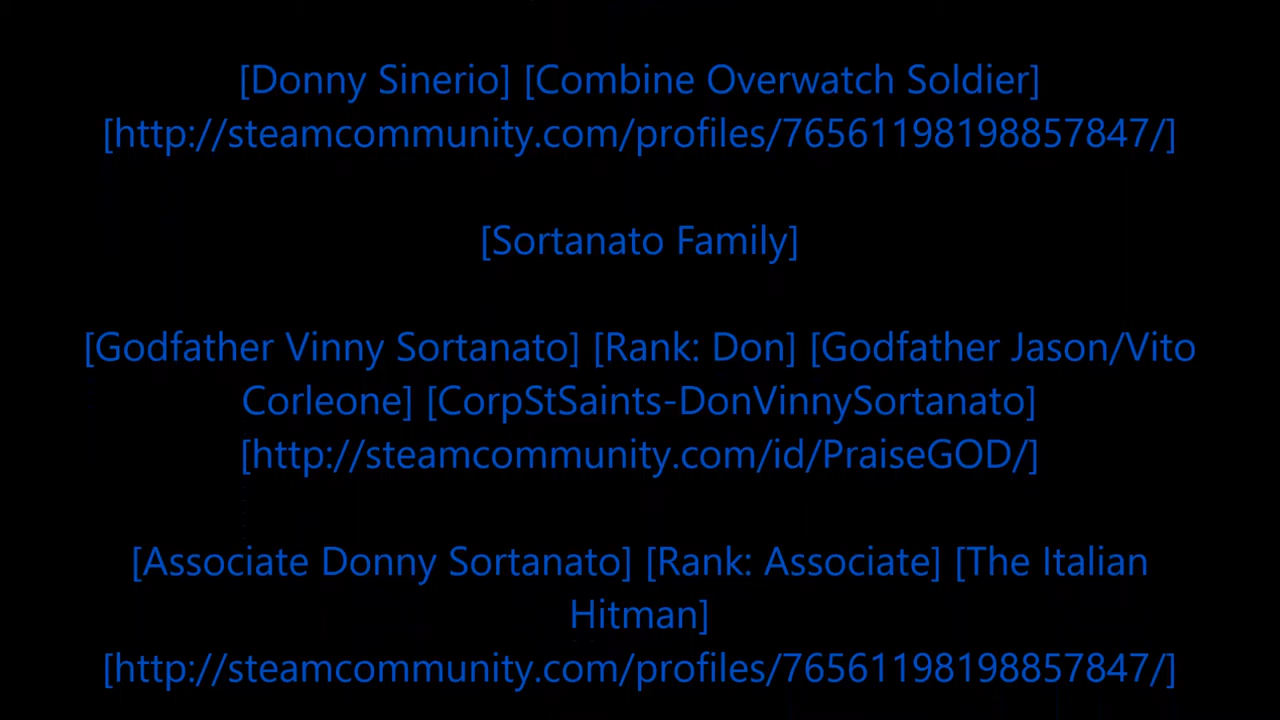 [Donny Sinerio] [Combine Overwatch Soldier]
[http://steamcommunity.com/profiles/76561198198857847/]
[Sortanato Family]
[Godfather Vinny Sortanato] [Rank: Don] [Godfather Jason/Vito
Corleone] [CorpStSaints-DonVinnySortanato]
[http://steamcommunity.com/id/PraiseGOD/]
[Associate Donny Sortanato] [Rank: Associate] [The Italian
Hitman]
[http://steamcommunity.com/profiles/76561198198857847/]